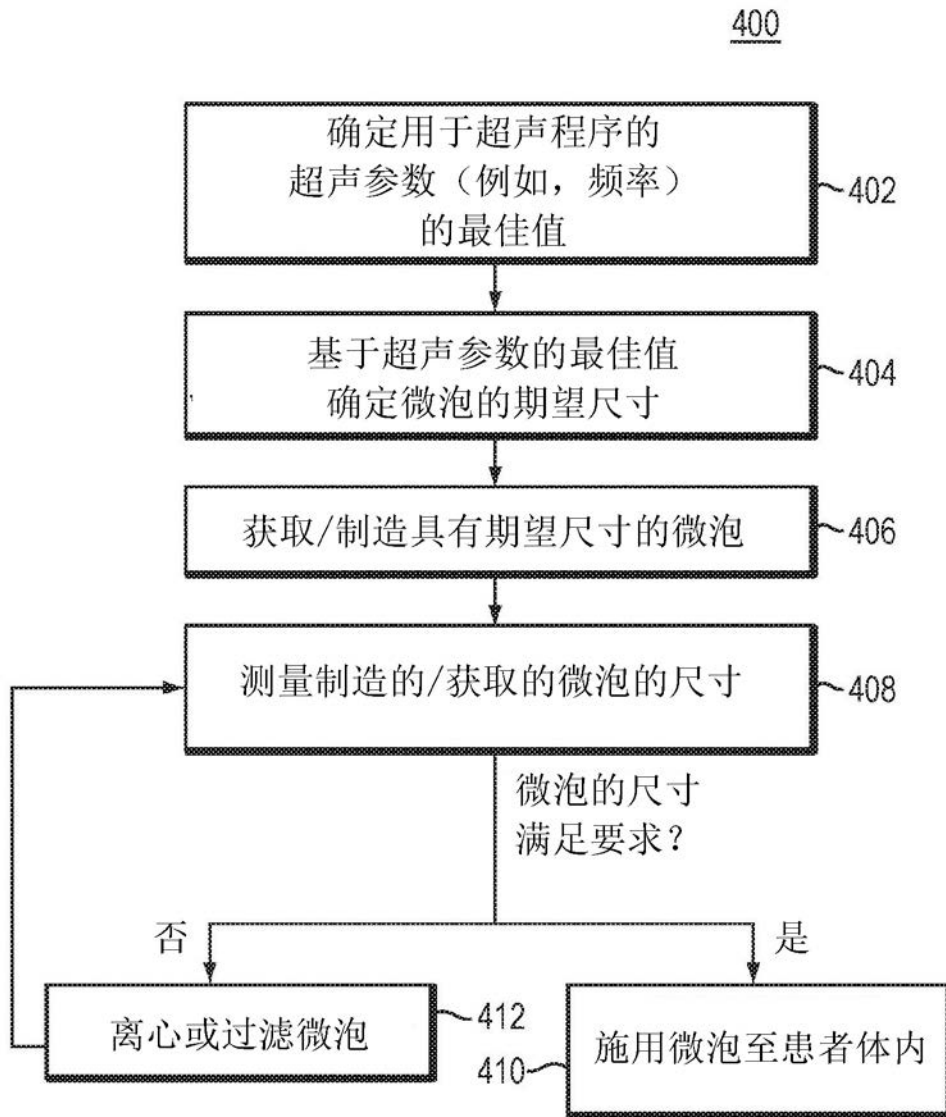 400
确定用于超声程序的
超声参数（例如，频率）
的最佳值
402
基于超声参数的最佳值
确定微泡的期望尺寸
404
获取/制造具有期望尺寸的微泡
406
测量制造的/获取的微泡的尺寸
408
微泡的尺寸
满足要求？
否
是
离心或过滤微泡
412
施用微泡至患者体内
410